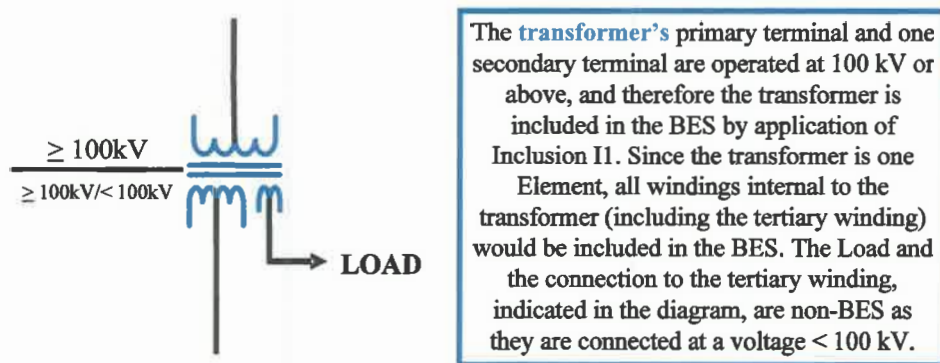 ≥ 100kV
≥ 100kV/< 100kV
LOAD
The transformer's primary terminal and one
secondary terminal are operated at 100 kV or
above, and therefore the transformer is
included in the BES by application of
Inclusion I1. Since the transformer is one
Element, all windings internal to the
transformer (including the tertiary winding)
would be included in the BES. The Load and
the connection to the tertiary winding,
indicated in the diagram, are non-BES as
they are connected at a voltage < 100 kV.